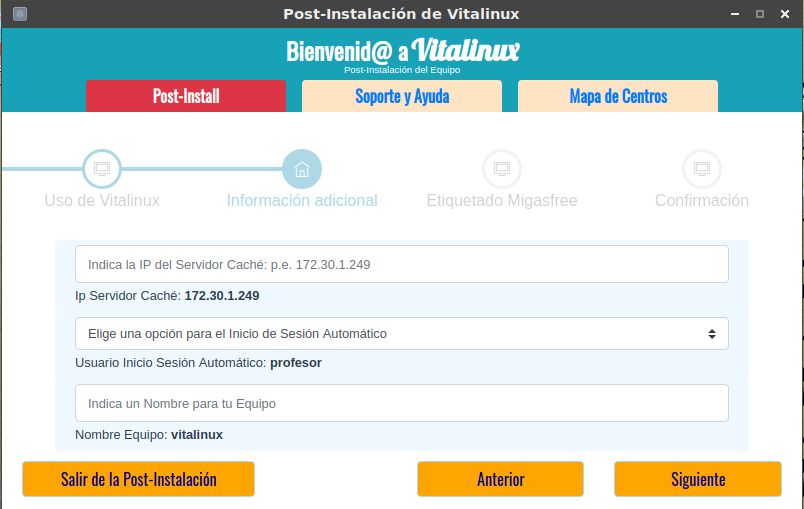 Post-Instalación de Vitalinux
Bienvenid@ a Vitalinux
Post-Instalación del Equipo
Post-Install
Soporte y Ayuda
Mapa de Centros
Uso de Vitalinux
Información adicional
Etiquetado Migasfree
Confirmación
Indica la IP del Servidor Caché: p.e. 172.30.1.249
Ip Servidor Caché: 172.30.1.249
Elige una opción para el Inicio de Sesión Automático
Usuario Inicio Sesión Automático: profesor
Indica un Nombre para tu Equipo
Nombre Equipo: vitalinux
Salir de la Post-Instalación
Anterior
Siguiente